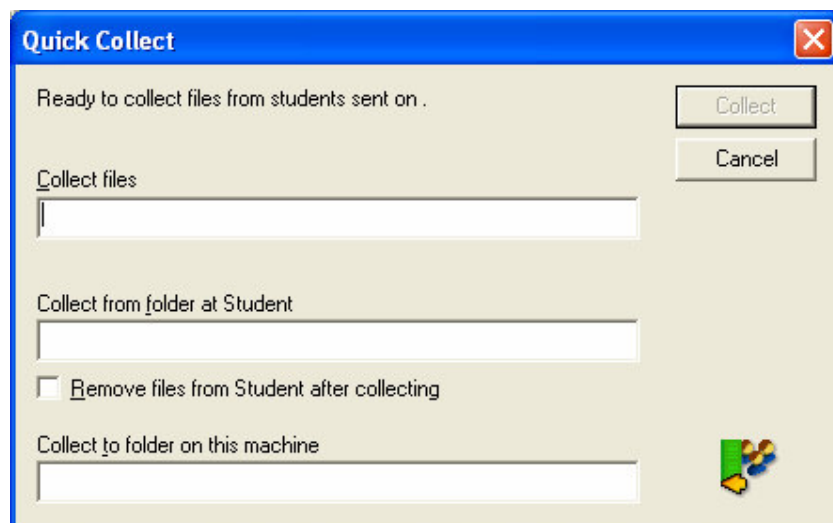 Quick Collect
Ready to collect files from students sent on .
Collect
Cancel
Collect files
Collect from folder at Student
Remove files from Student after collecting
Collect to folder on this machine